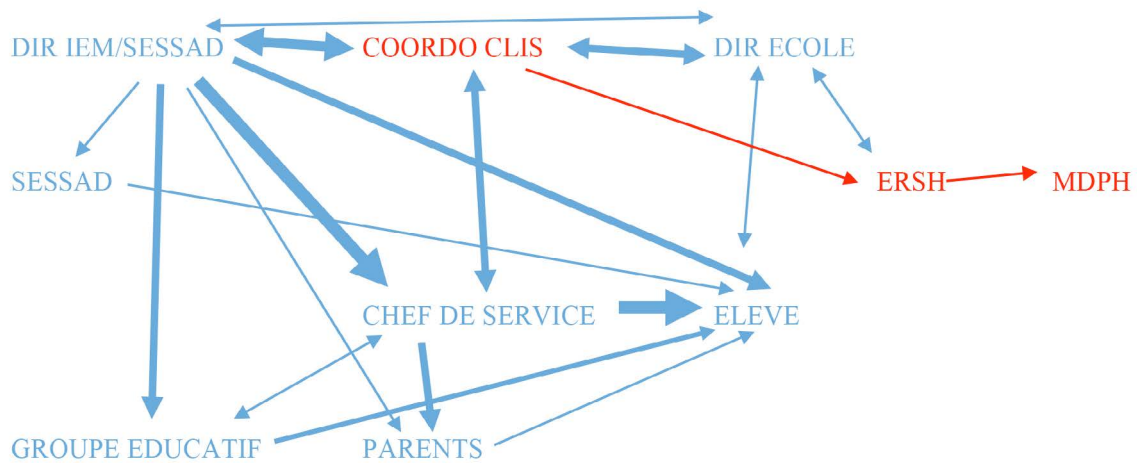 DIR IEM/SESSAD COORDO CLIS DIR ECOLE
SESSAD ERSH MDPH
CHEF DE SERVICE ELEVE
GROUPE EDUCATIF PARENTS